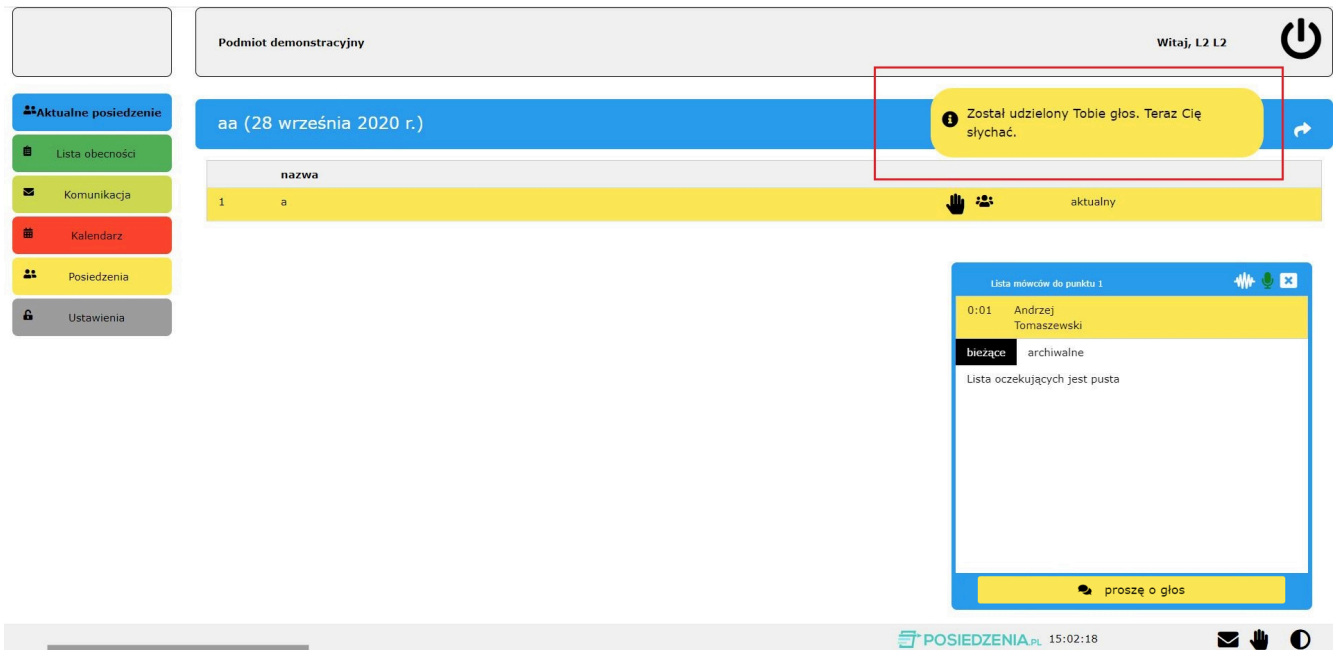 Podmiot demonstracyjny
Witaj, L2 L2
Aktualne posiedzenie
Lista obecności
Komunikacja
Kalendarz
Posiedzenia
Ustawienia
aa (28 września 2020 r.)
Został udzielony Tobie głos. Teraz Cię
słychać.
nazwa
1 a aktualny
Lista mówców do punktu 1
0:01 Andrzej
Tomaszewski
bieżące archiwalne
Lista oczekujących jest pusta
proszę o głos
POSIEDZENIA.PL 15:02:18